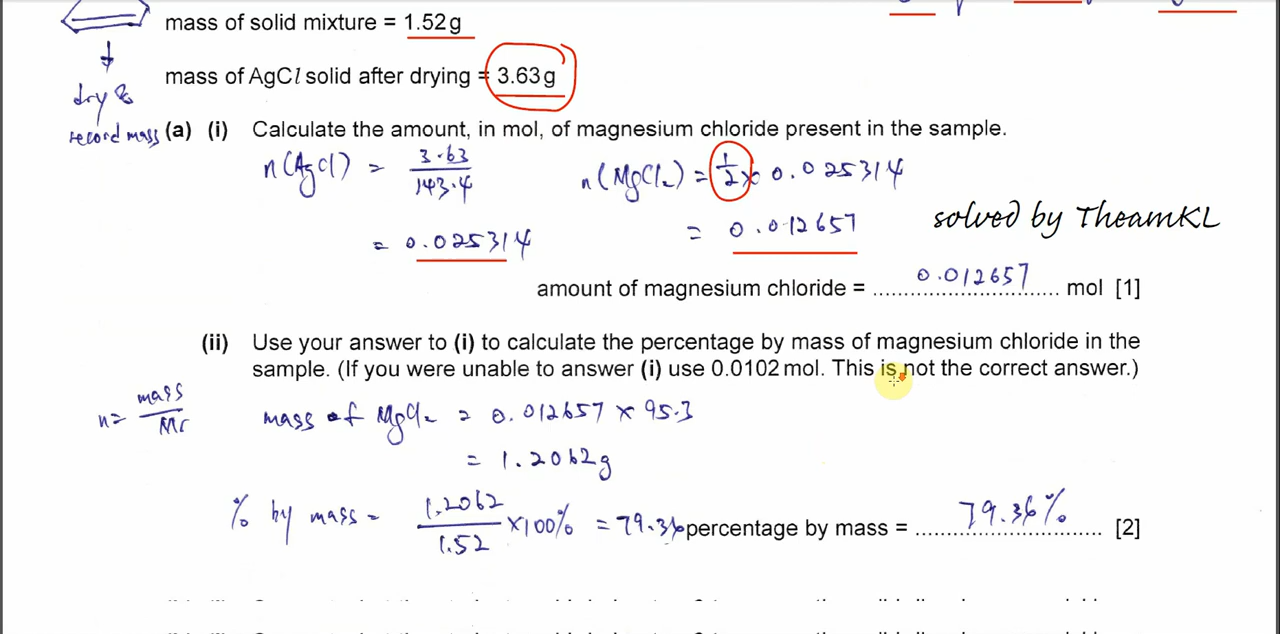 mass of solid mixture = 1.52 g
mass of AgCl solid after drying = 3.63 g
dry &
record mass
(a) (i) Calculate the amount, in mol, of magnesium chloride present in the sample.
n(AgCl) = 3.63 / 143.4
= 0.025314
n(MgCl₂) = 1/2 × 0.025314
= 0.012657
solved by TheamKL
amount of magnesium chloride = 0.012657 mol [1]
(ii) Use your answer to (i) to calculate the percentage by mass of magnesium chloride in the
sample. (If you were unable to answer (i) use 0.0102 mol. This is not the correct answer.)
n = mass / Mr
mass of MgCl₂ = 0.012657 × 95.3
= 1.2062g
% by mass = 1.2062 / 1.52 ×100% = 79.36
percentage by mass = 79.36% [2]